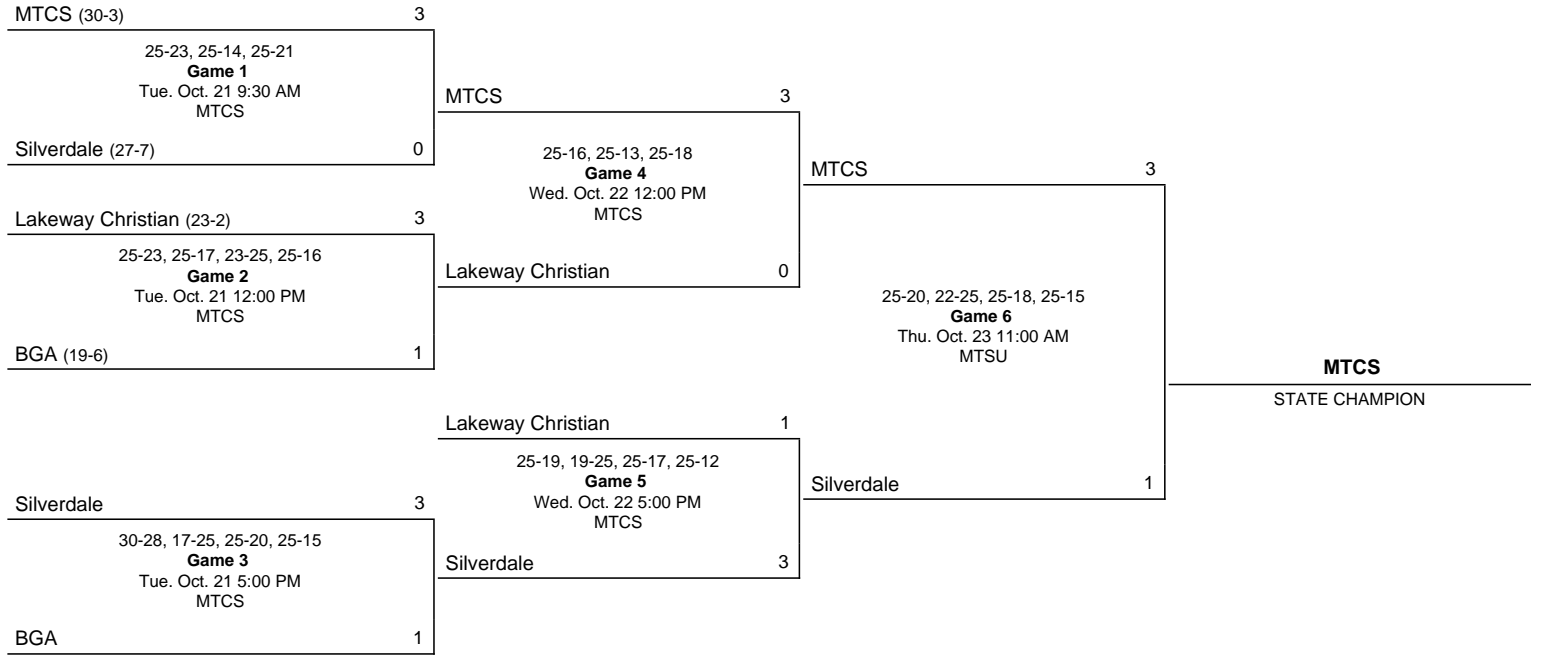 MTCS (30-3) 3
25-23, 25-14, 25-21
Game 1
Tue. Oct. 21 9:30 AM
MTCS
Silverdale (27-7) 0
Lakeway Christian (23-2) 3
25-23, 25-17, 23-25, 25-16
Game 2
Tue. Oct. 21 12:00 PM
MTCS
BGA (19-6) 1
Silverdale 3
30-28, 17-25, 25-20, 25-15
Game 3
Tue. Oct. 21 5:00 PM
MTCS
BGA 1
MTCS 3
25-16, 25-13, 25-18
Game 4
Wed. Oct. 22 12:00 PM
MTCS
Lakeway Christian 0
Lakeway Christian 1
25-19, 19-25, 25-17, 25-12
Game 5
Wed. Oct. 22 5:00 PM
MTCS
Silverdale 3
MTCS 3
25-20, 22-25, 25-18, 25-15
Game 6
Thu. Oct. 23 11:00 AM
MTSU
Silverdale 1
MTCS
STATE CHAMPION